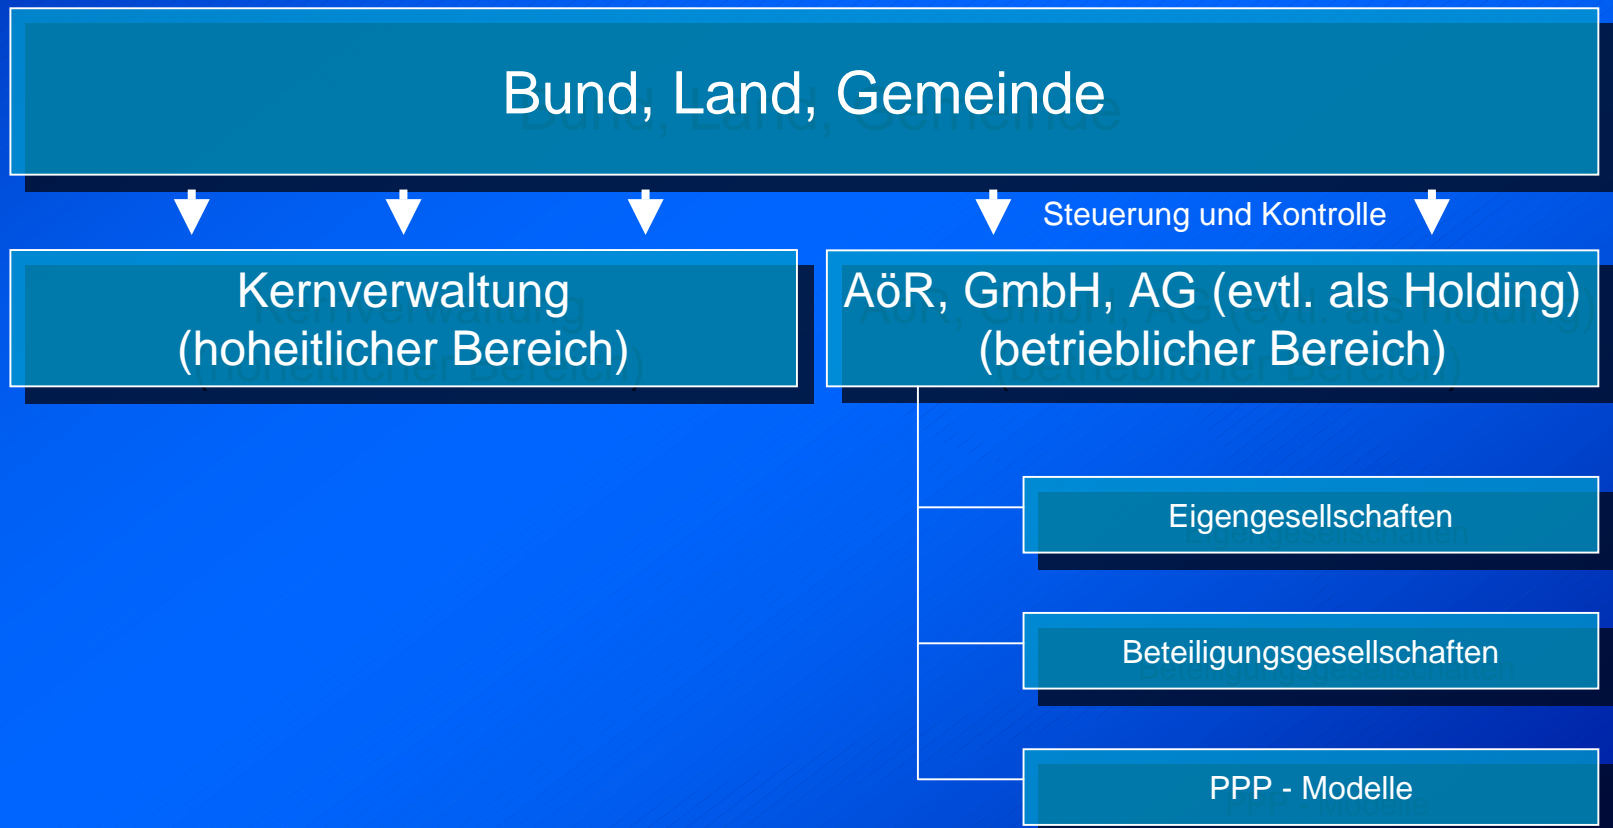 Bund, Land, Gemeinde
Steuerung und Kontrolle
Kernverwaltung
(hoheitlicher Bereich)
AöR, GmbH, AG (evtl. als Holding)
(betrieblicher Bereich)
Eigengesellschaften
Beteiligungsgesellschaften
PPP - Modelle